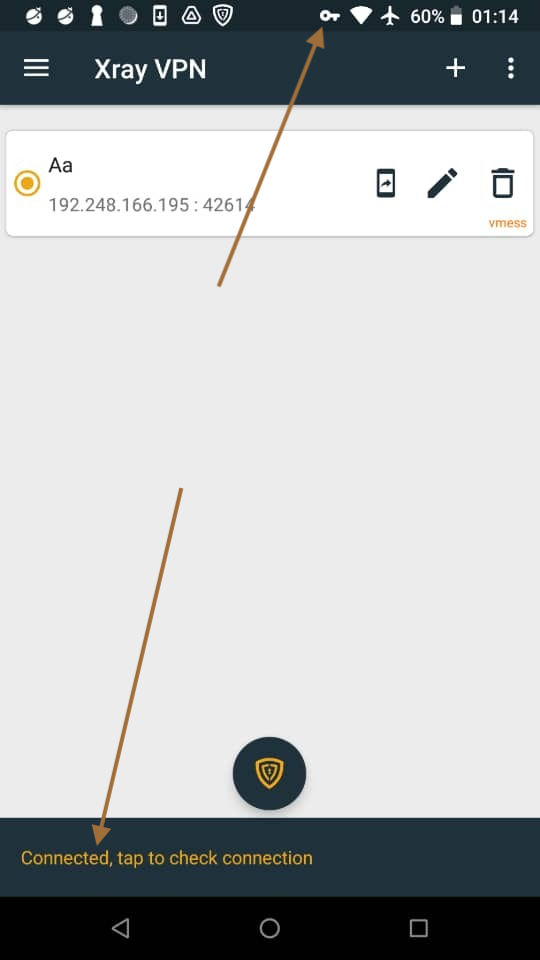 60% 01:14
Xray VPN
Aa
192.248.166.195 : 42614
vmess
Connected, tap to check connection